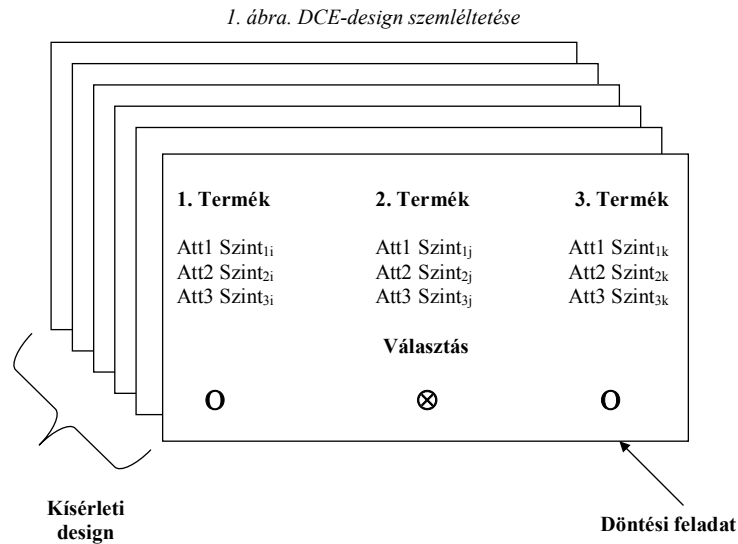 1. ábra. DCE-design szemléltetése
1. Termék 2. Termék 3. Termék
Att1 Szint1i Att1 Szint1j Att1 Szint1k
Att2 Szint2i Att2 Szint2j Att2 Szint2k
Att3 Szint3i Att3 Szint3j Att3 Szint3k
Választás
O ⊗ O
Kísérleti
design
Döntési feladat